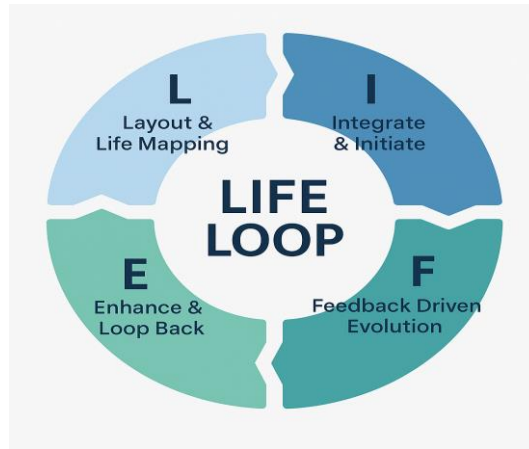 L
Layout &
Life Mapping
I
Integrate
& Initiate
LIFE
LOOP
E
Enhance &
Loop Back
F
Feedback Driven
Evolution